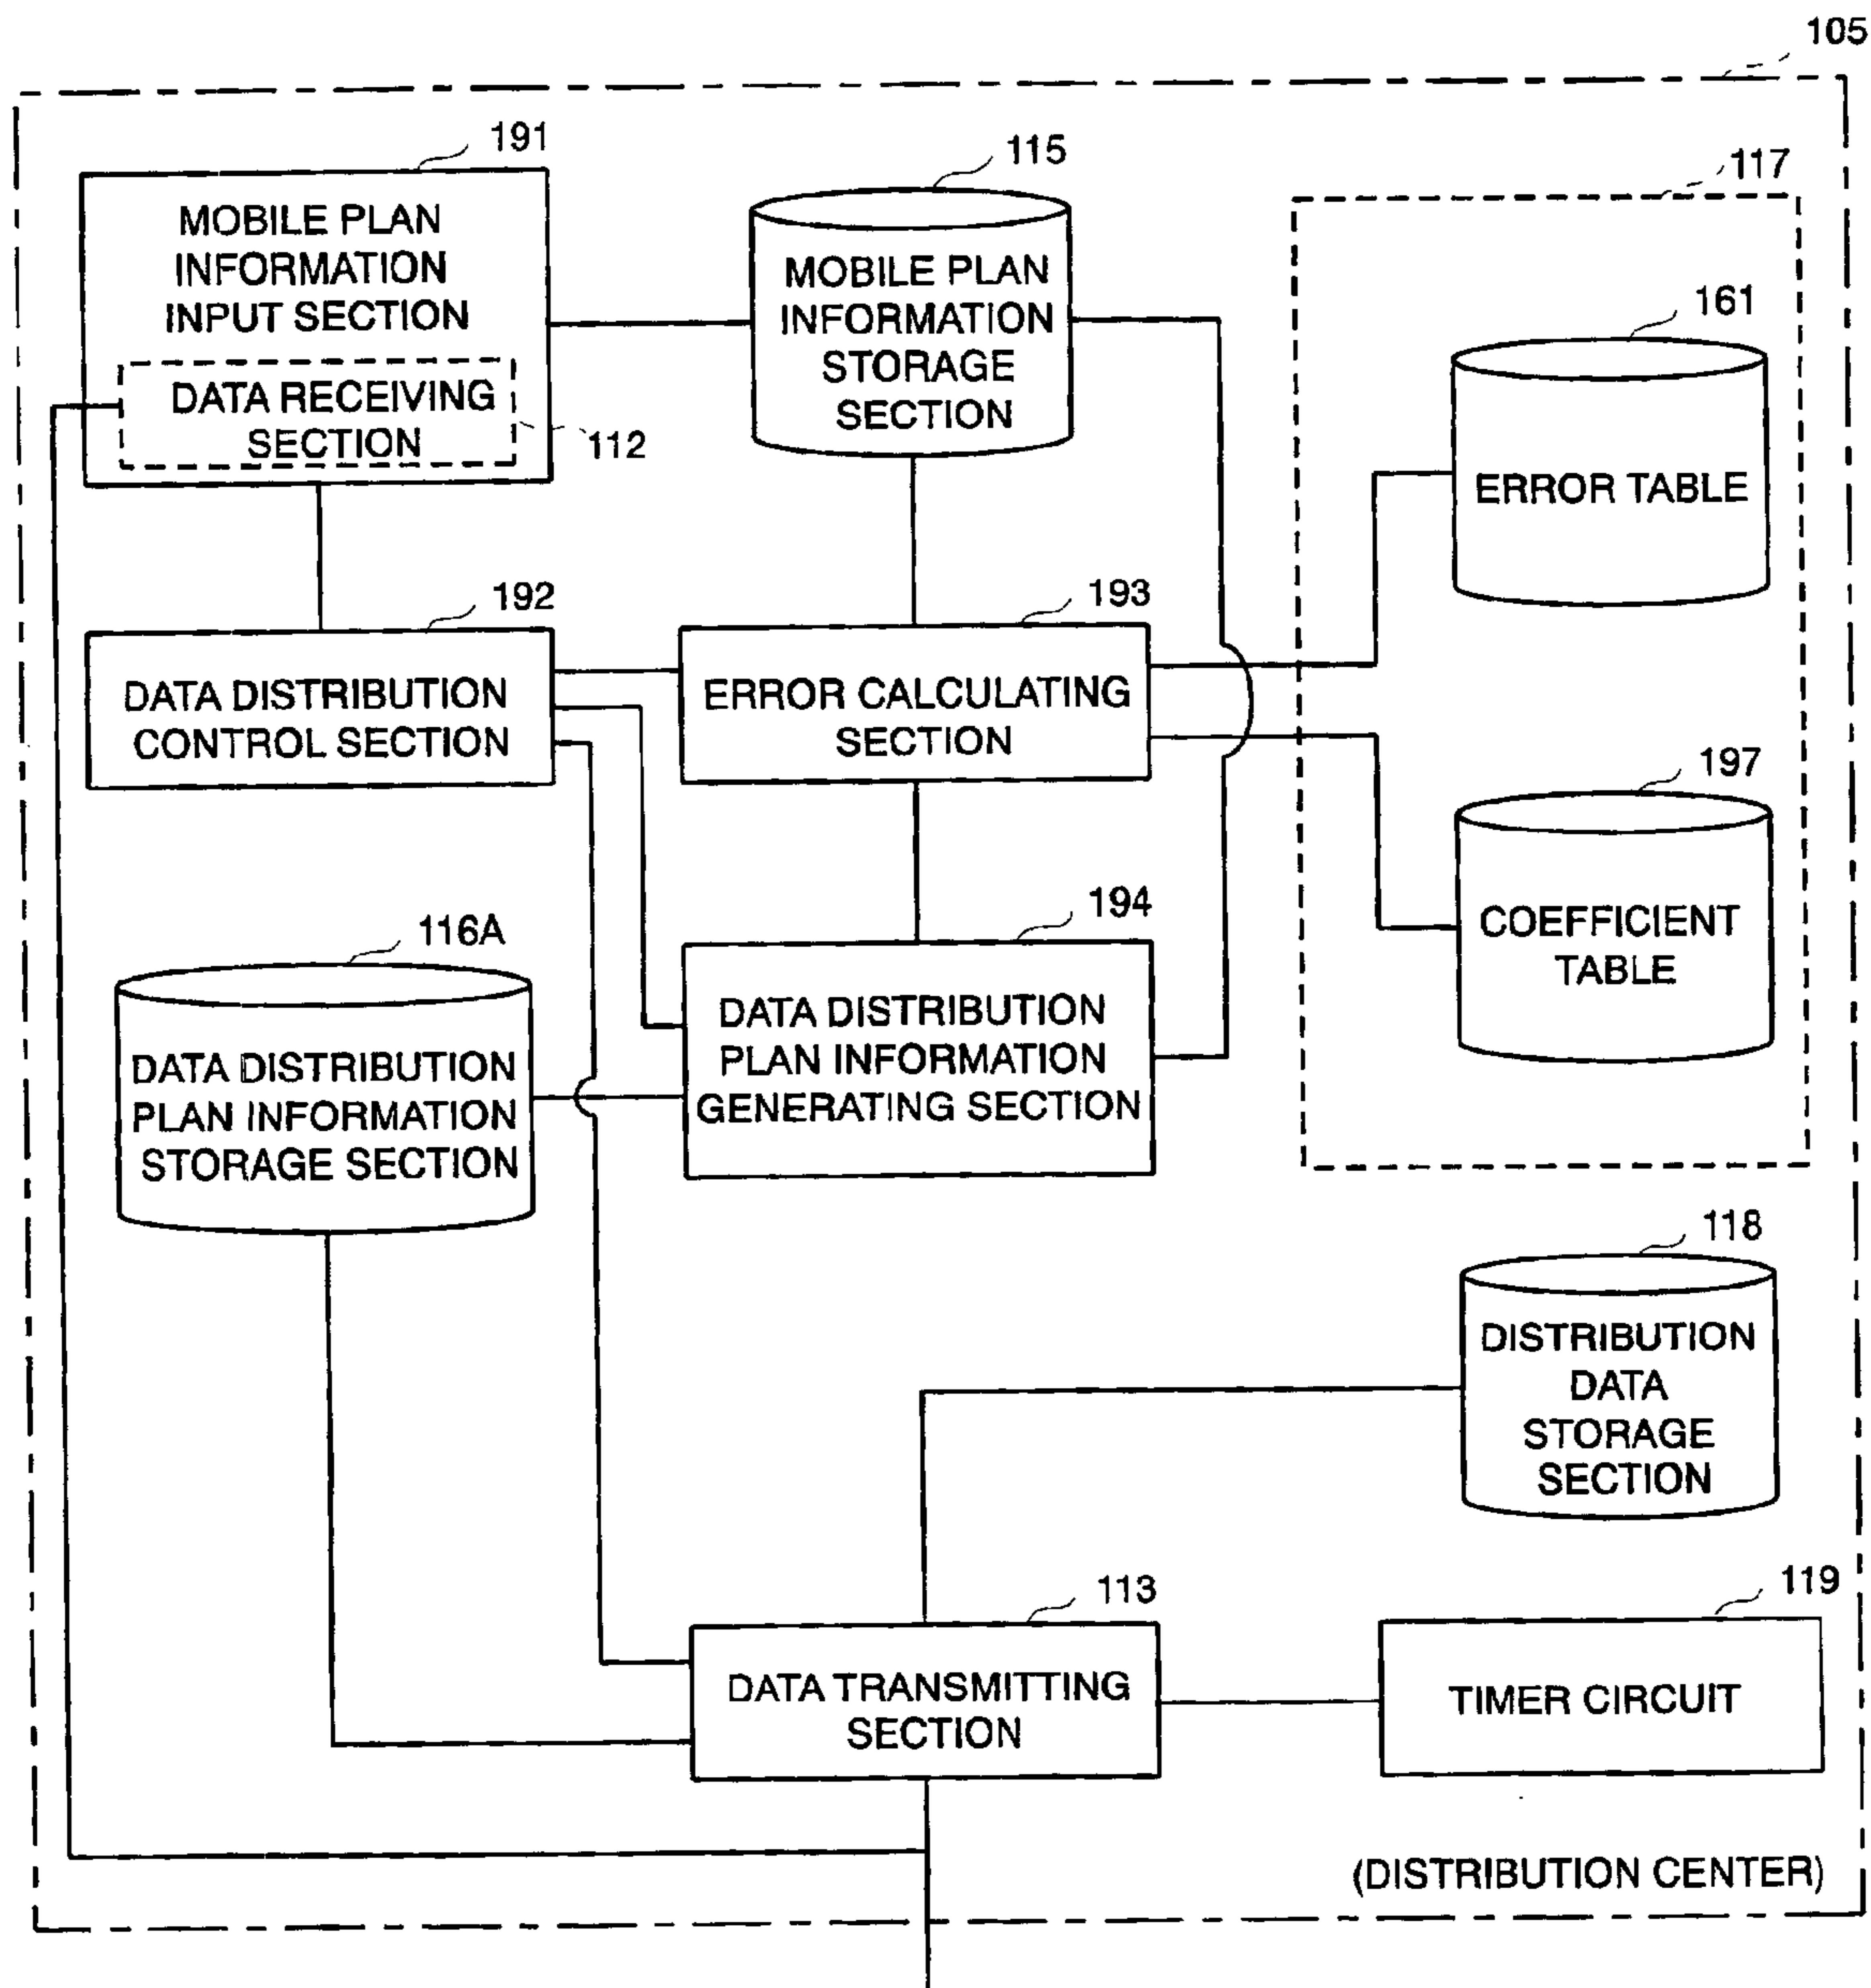 105
191
MOBILE PLAN
INFORMATION
INPUT SECTION
DATA RECEIVING
SECTION
112
115
MOBILE PLAN
INFORMATION
STORAGE
SECTION
117
161
ERROR TABLE
192
DATA DISTRIBUTION
CONTROL SECTION
193
ERROR CALCULATING
SECTION
197
COEFFICIENT
TABLE
116A
DATA DISTRIBUTION
PLAN INFORMATION
STORAGE SECTION
194
DATA DISTRIBUTION
PLAN INFORMATION
GENERATING SECTION
118
DISTRIBUTION
DATA
STORAGE
SECTION
113
DATA TRANSMITTING
SECTION
119
TIMER CIRCUIT
(DISTRIBUTION CENTER)